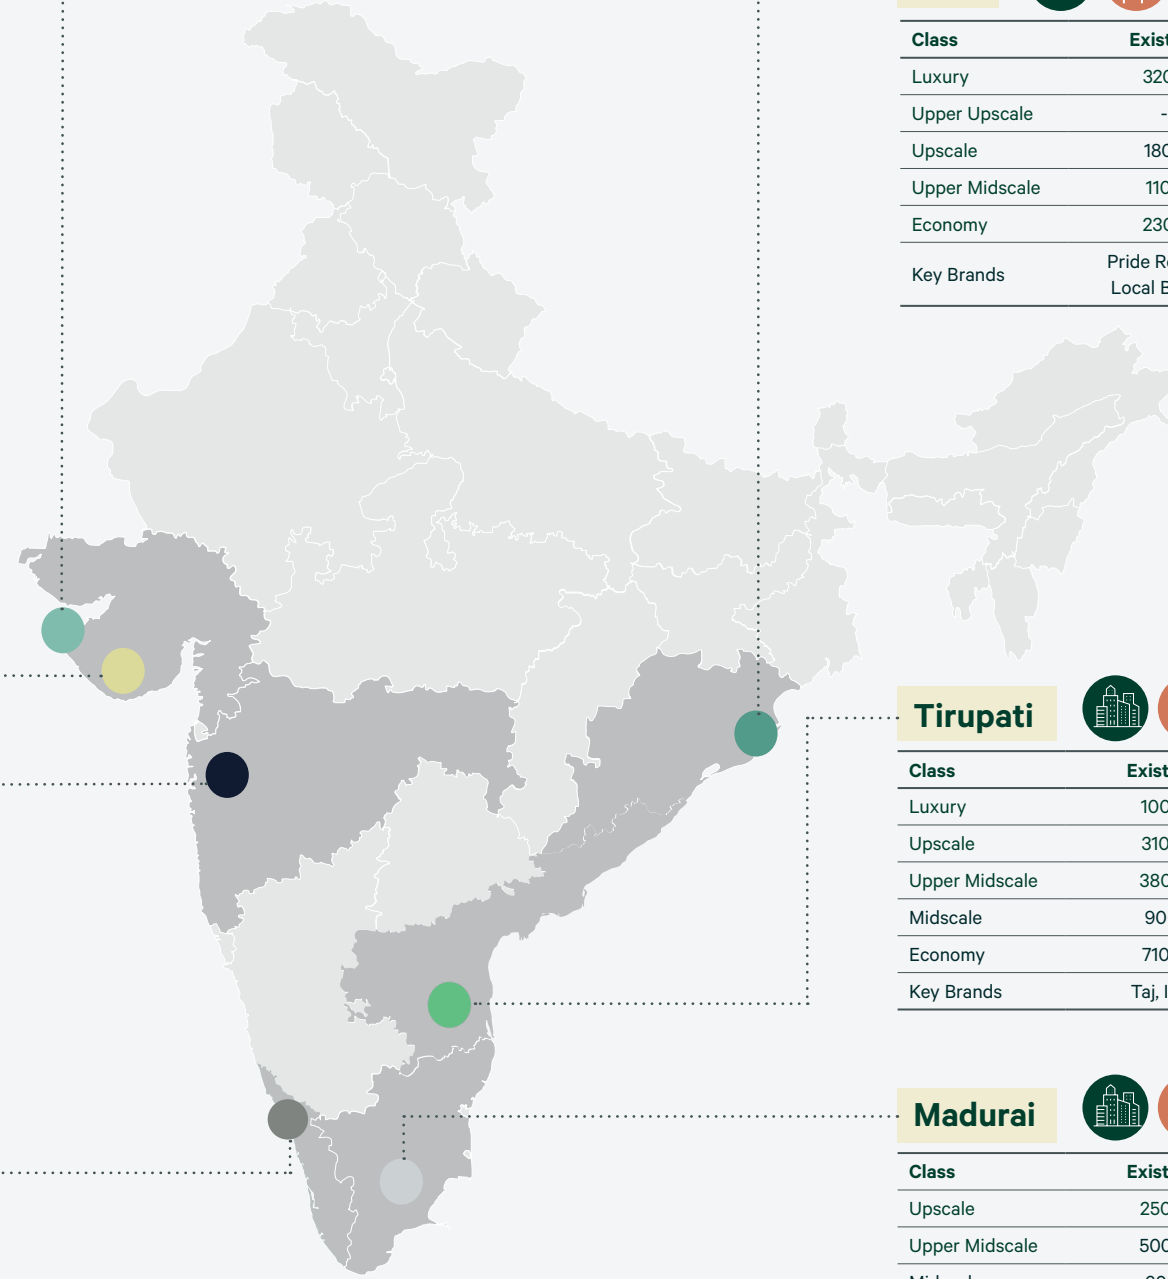 Class Exist
Luxury 320
Upper Upscale -
Upscale 180
Upper Midscale 110
Economy 230
Key Brands Pride
Local
Tirupati
Class Exist
Luxury 100
Upscale 310
Upper Midscale 380
Midscale 90
Economy 710
Key Brands Taj,
Madurai
Class Exist
Upscale 250
Upper Midscale 500